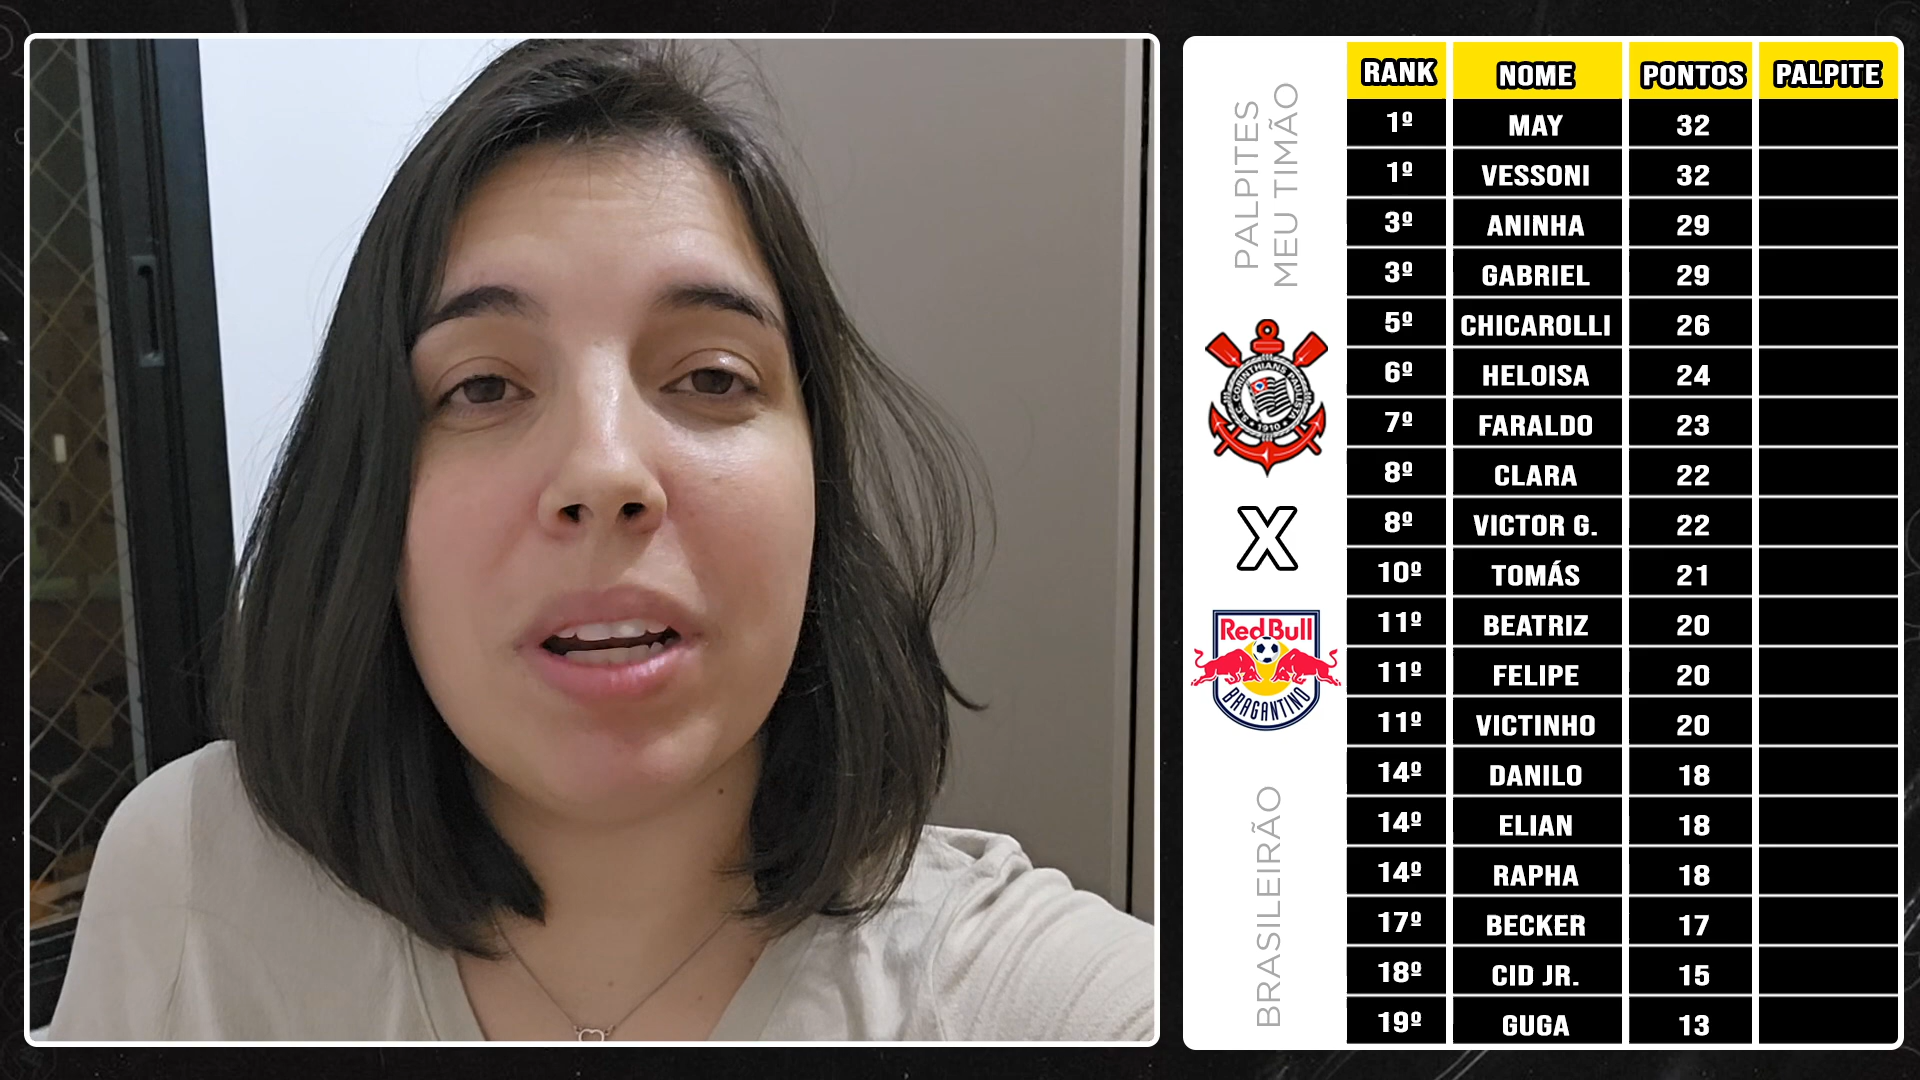 PALPITES
MEU TIMÃO
S.C. CORINTHIANS PAULISTA
1910
X
Red Bull
BRAGANTINO
BRASILEIRÃO
RANK NOME PONTOS PALPITE
1º MAY 32
1º VESSONI 32
3º ANINHA 29
3º GABRIEL 29
5º CHICAROLLI 26
6º HELOISA 24
7º FARALDO 23
8º CLARA 22
8º VICTOR G. 22
10º TOMÁS 21
11º BEATRIZ 20
11º FELIPE 20
11º VICTINHO 20
14º DANILO 18
14º ELIAN 18
14º RAPHA 18
17º BECKER 17
18º CID JR. 15
19º GUGA 13